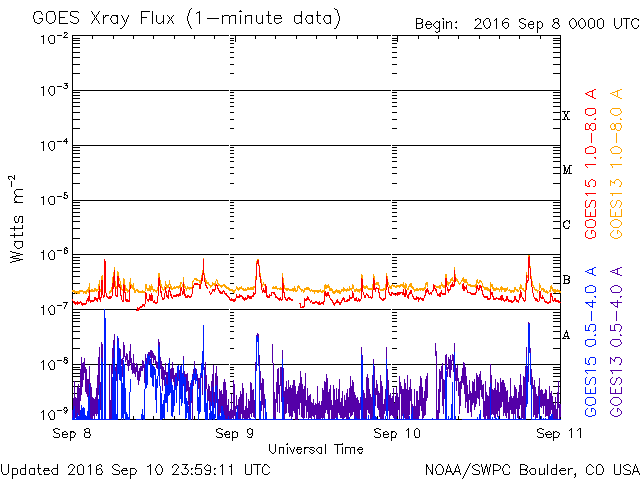 GOES Xray Flux (1-minute data)
Begin: 2016 Sep 8 0000 UTC
10⁻²
10⁻³
10⁻⁴
10⁻⁵
10⁻⁶
10⁻⁷
10⁻⁸
10⁻⁹
Watts m⁻²
X
M
C
B
A
GOES15 1.0-8.0 A
GOES13 1.0-8.0 A
GOES15 0.5-4.0 A
GOES13 0.5-4.0 A
Sep 8 Sep 9 Sep 10 Sep 11
Universal Time
Updated 2016 Sep 10 23:59:11 UTC
NOAA/SWPC Boulder, CO USA